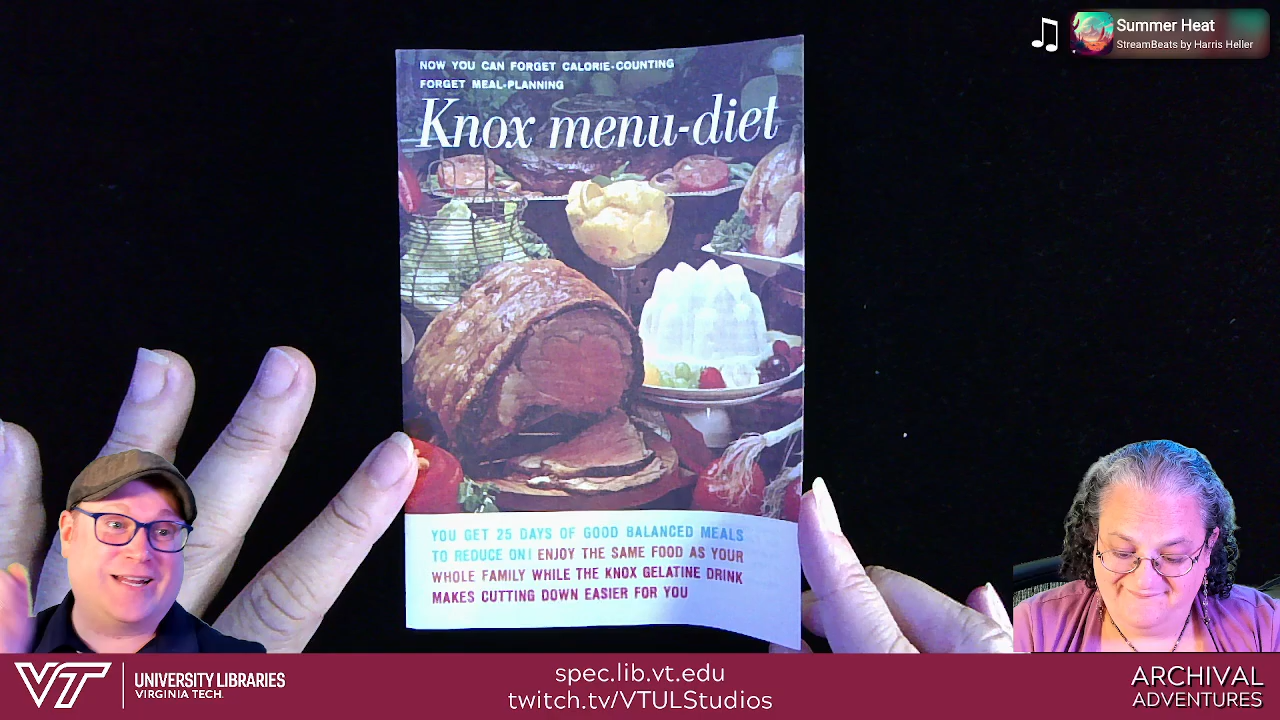 Summer Heat
StreamBeats by Harris Heller
NOW YOU CAN FORGET CALORIE-COUNTING
FORGET MEAL-PLANNING
Knox menu-diet
YOU GET 25 DAYS OF GOOD BALANCED MEALS
TO REDUCE ON! ENJOY THE SAME FOOD AS YOUR
WHOLE FAMILY WHILE THE KNOX GELATINE DRINK
MAKES CUTTING DOWN EASIER FOR YOU
VT
UNIVERSITY LIBRARIES
VIRGINIA TECH
spec.lib.vt.edu
twitch.tv/VTULStudios
ARCHIVAL
ADVENTURES